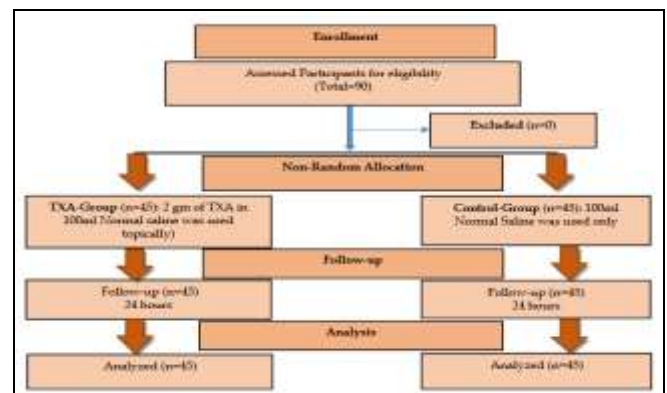 Enrollment
Assessed Participants for eligibility
(Total=90)
Excluded (n=0)
Non-Random Allocation
TXA-Group (n=45): 2 gm of TXA in
100ml Normal saline was used
topically)
Control-Group (n=45): 100ml
Normal Saline was used only
Follow-up
Follow-up (n=45)
24 hours
Follow-up (n=45)
24 hours
Analysis
Analyzed (n=45)
Analyzed (n=45)